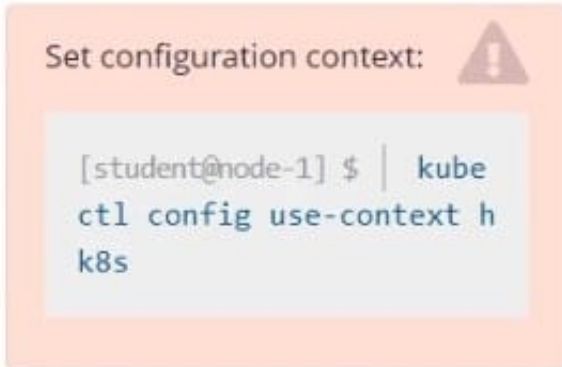 Set configuration context:
[student@node-1] $ | kube
ctl config use-context h
k8s